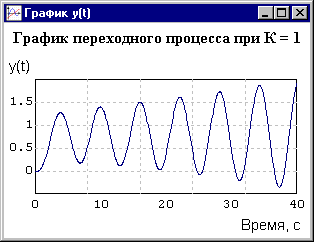 График y(t)
График переходного процесса при К = 1
y(t)
1.5
1
0.5
0
0 10 20 30 40
Время, с